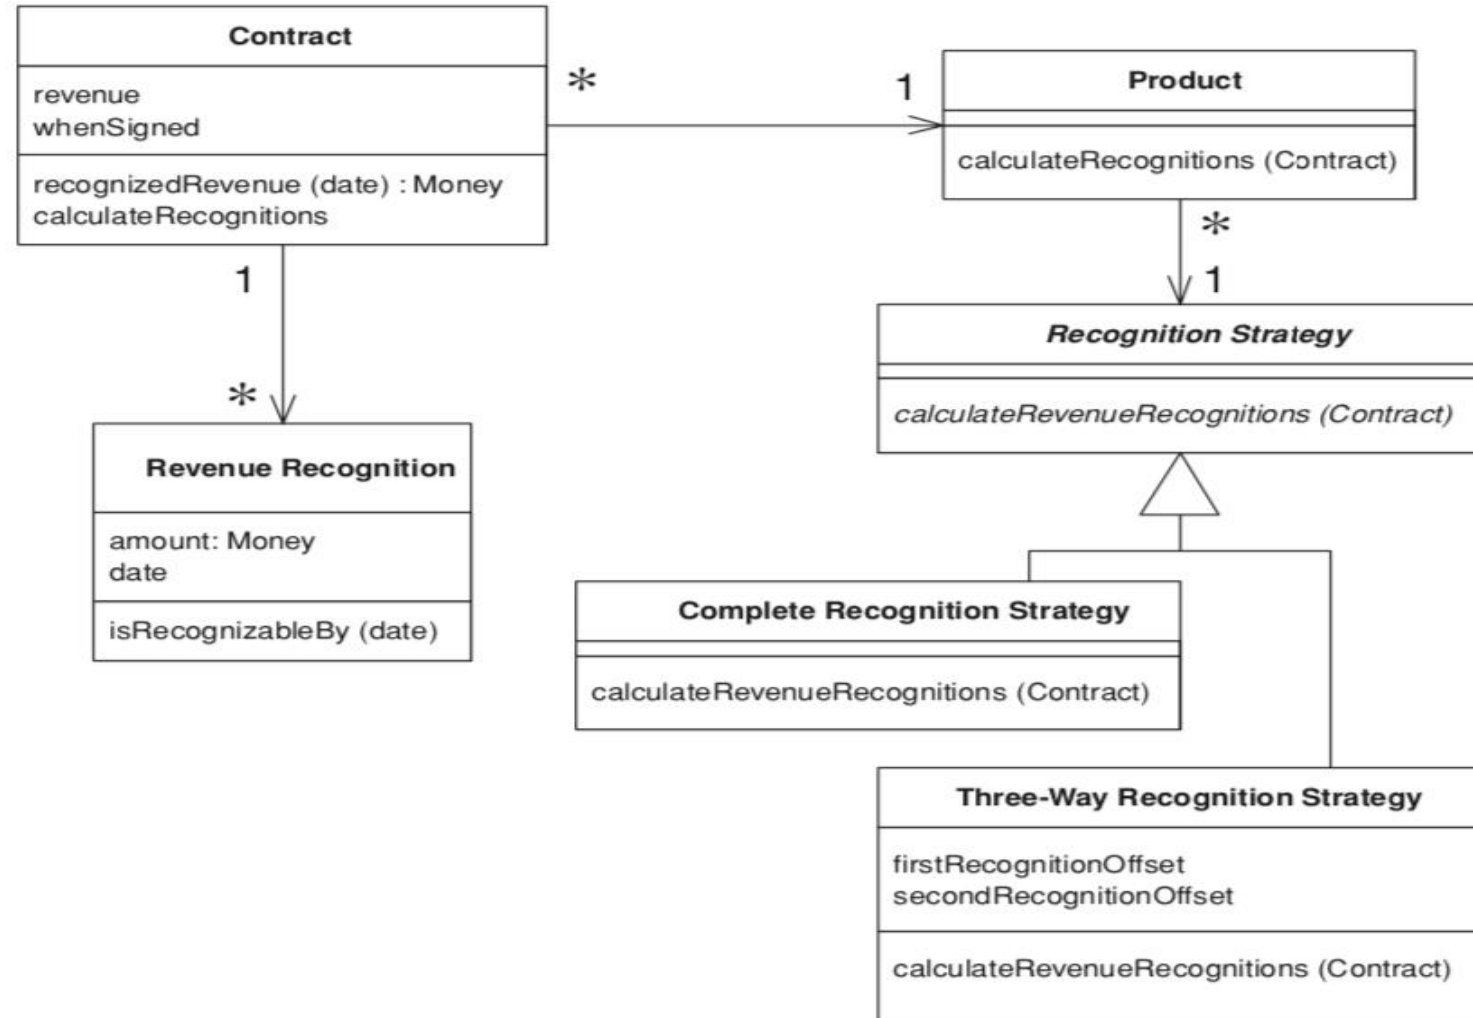 Contract
revenue
whenSigned
recognizedRevenue (date) : Money
calculateRecognitions
*
1
Product
calculateRecognitions (Contract)
*
1
Recognition Strategy
calculateRevenueRecognitions (Contract)
1
*
Revenue Recognition
amount: Money
date
isRecognizableBy (date)
Complete Recognition Strategy
calculateRevenueRecognitions (Contract)
Three-Way Recognition Strategy
firstRecognitionOffset
secondRecognitionOffset
calculateRevenueRecognitions (Contract)